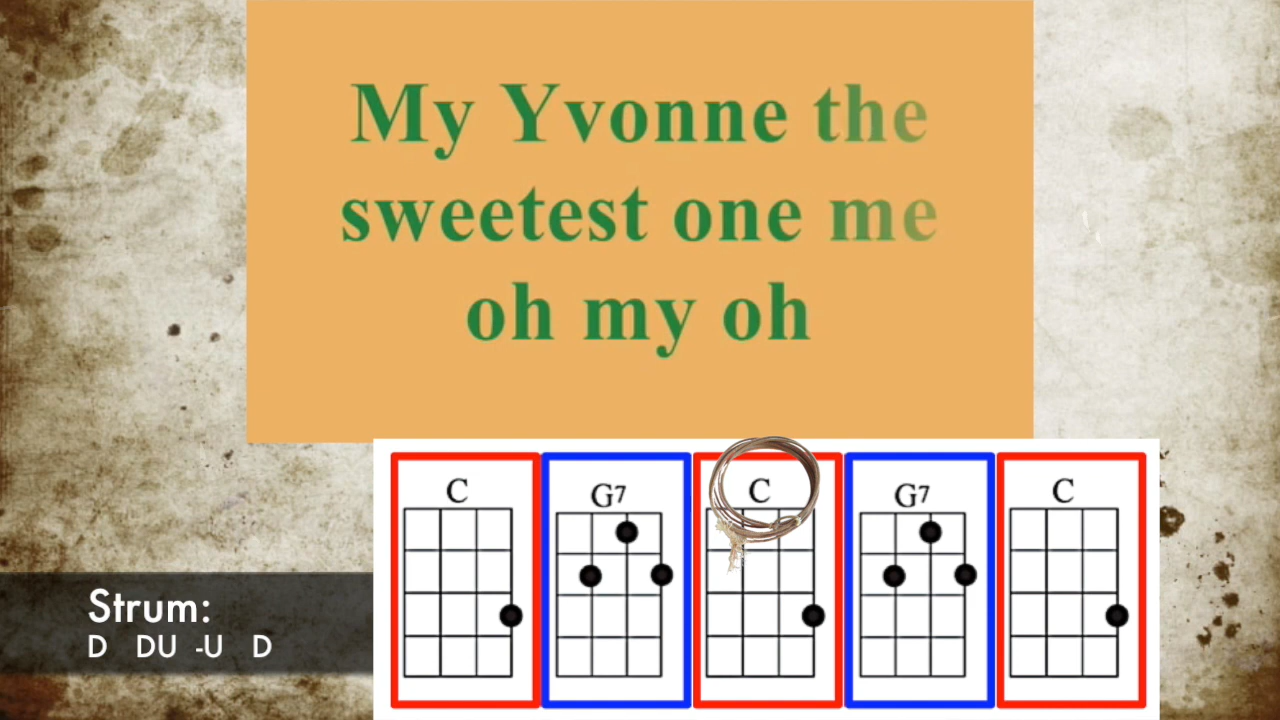 My Yvonne the
sweetest one me
oh my oh
C G7 C G7 C
Strum:
D DU -U D